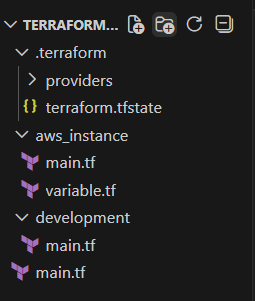 TERRAFORM...
.terraform
providers
{} terraform.tfstate
aws_instance
main.tf
variable.tf
development
main.tf
main.tf